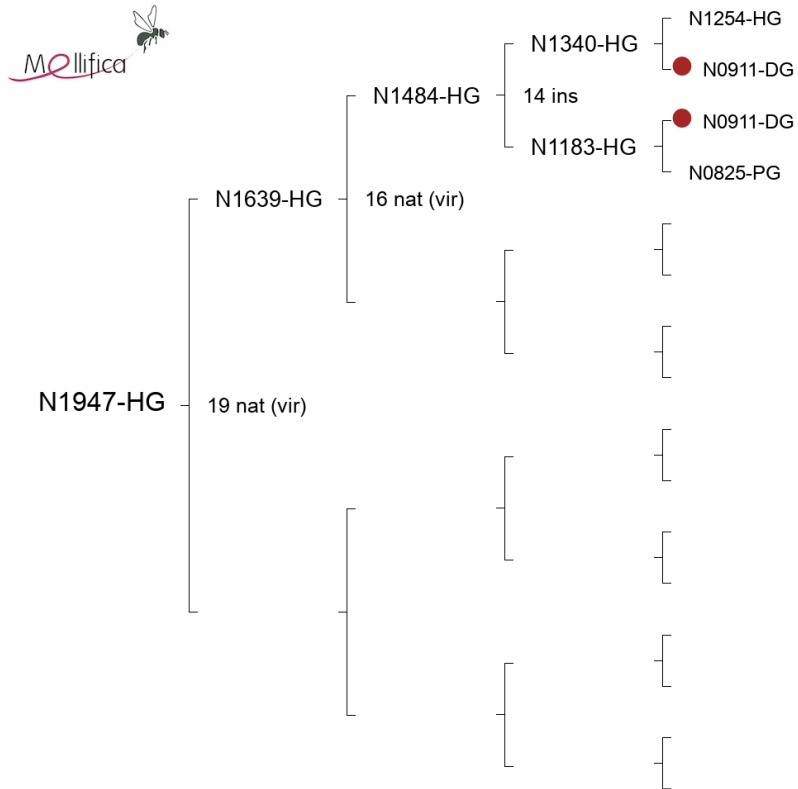 Mellifica
N1254-HG
N1340-HG
N0911-DG
N1484-HG
14 ins
N0911-DG
N1183-HG
N0825-PG
N1639-HG
16 nat (vir)
N1947-HG
19 nat (vir)